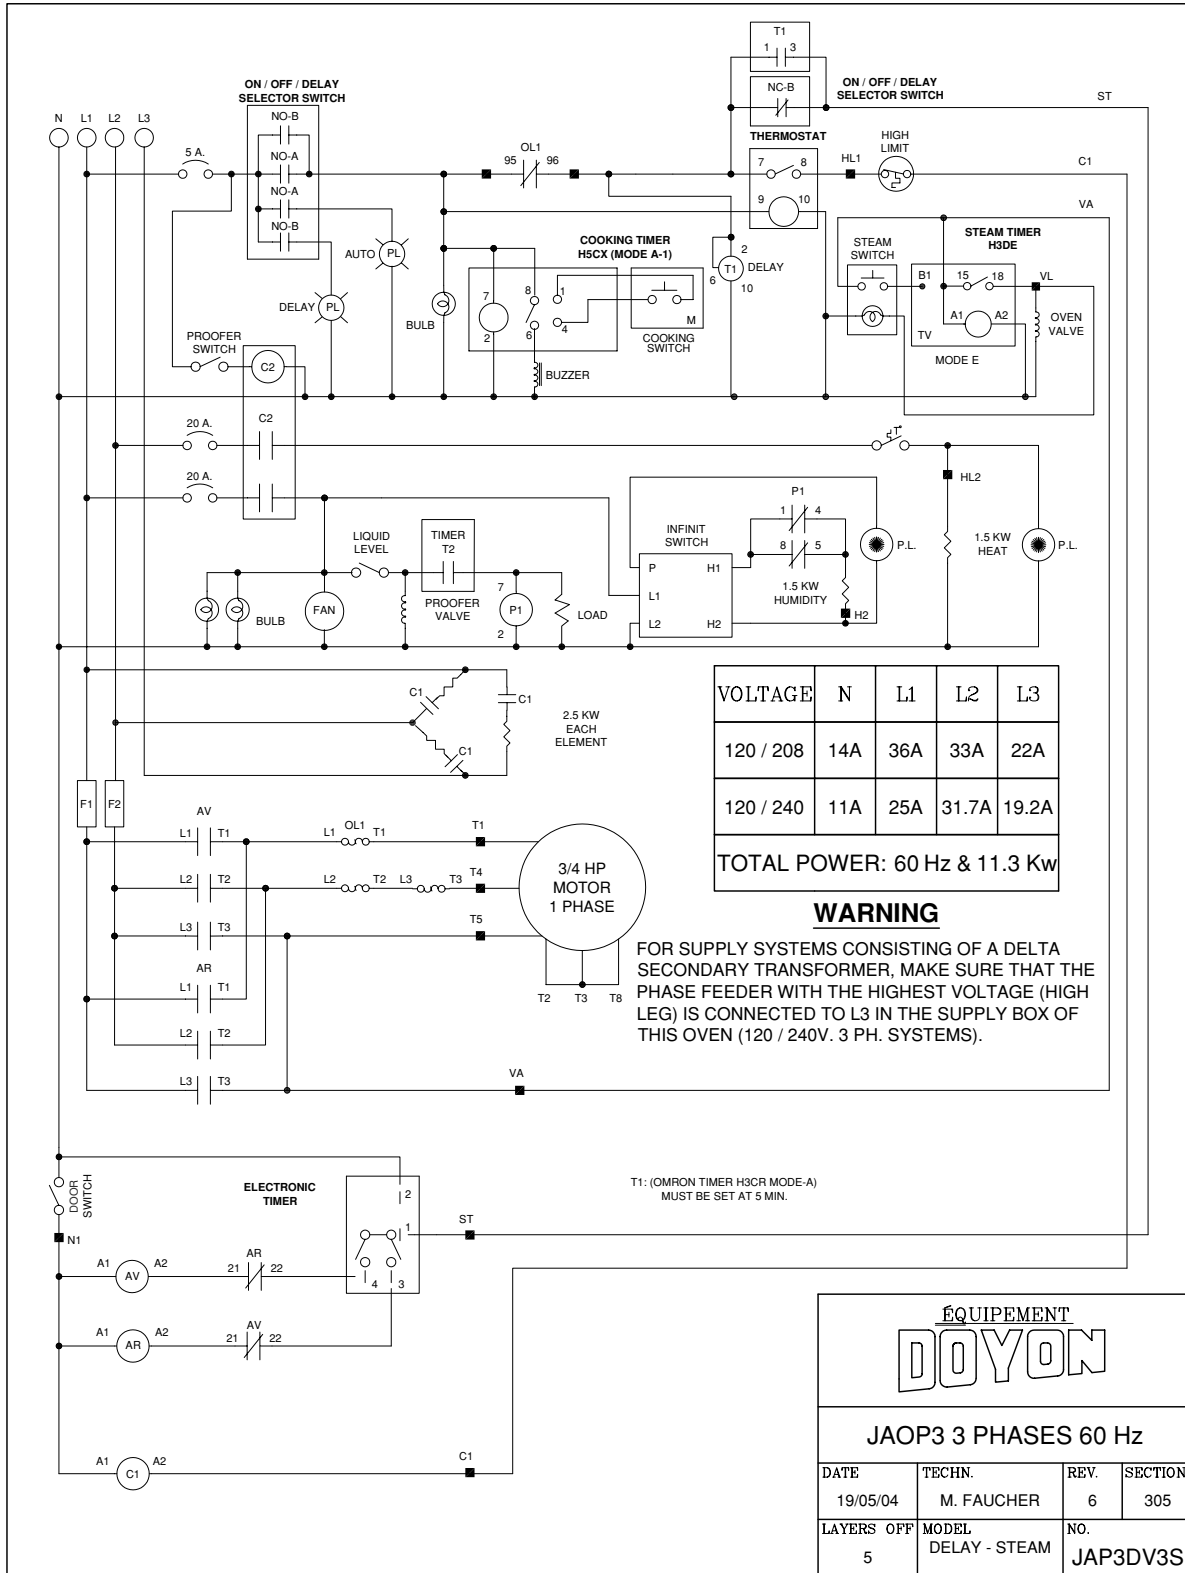 T1
1 3
NC-B
ON / OFF / DELAY
SELECTOR SWITCH
ON / OFF / DELAY
SELECTOR SWITCH
ST
N L1 L2 L3
NO-B
NO-A
NO-A
NO-B
5 A.
OL1
95 96
THERMOSTAT
7 8
9 10
HL1
HIGH
LIMIT
C1
VA
AUTO PL
DELAY PL
BULB
COOKING TIMER
H5CX (MODE A-1)
7
2
8
6
1
4
M
COOKING
SWITCH
BUZZER
2
T1 DELAY
6
10
STEAM
SWITCH
STEAM TIMER
H3DE
B1
15 18
VL
A1 A2
TV
MODE E
OVEN
VALVE
PROOFER
SWITCH
C2
C2
20 A.
20 A.
T°
HL2
1.5 KW
HEAT
P.L.
P.L.
P1
1 4
8 5
1.5 KW
HUMIDITY
H2
INFINIT
SWITCH
P H1
L1
L2 H2
LIQUID
LEVEL
TIMER
T2
BULB
FAN
PROOFER
VALVE
7
P1
2
LOAD
C1
C1
C1
2.5 KW
EACH
ELEMENT
VOLTAGE N L1 L2 L3
120 / 208 14A 36A 33A 22A
120 / 240 11A 25A 31.7A 19.2A
TOTAL POWER: 60 Hz & 11.3 Kw
F1 F2
AV
L1 T1
L2 T2
L3 T3
AR
L1 T1
L2 T2
L3 T3
OL1
L1 T1
L2 T2 L3 T3
T1
T4
T5
3/4 HP
MOTOR
1 PHASE
T2 T3 T8
VA
WARNING
FOR SUPPLY SYSTEMS CONSISTING OF A DELTA
SECONDARY TRANSFORMER, MAKE SURE THAT THE
PHASE FEEDER WITH THE HIGHEST VOLTAGE (HIGH
LEG) IS CONNECTED TO L3 IN THE SUPPLY BOX OF
THIS OVEN (120 / 240V. 3 PH. SYSTEMS).
DOOR
SWITCH
N1
ELECTRONIC
TIMER
2
1
4 3
ST
T1: (OMRON TIMER H3CR MODE-A)
MUST BE SET AT 5 MIN.
A1 AV A2
AR
21 22
A1 AR A2
AV
21 22
A1 C1 A2
C1
ÉQUIPEMENT
DOYON
JAOP3 3 PHASES 60 Hz
DATE TECHN. REV. SECTION
19/05/04 M. FAUCHER 6 305
LAYERS OFF MODEL NO.
5 DELAY - STEAM JAP3DV3S